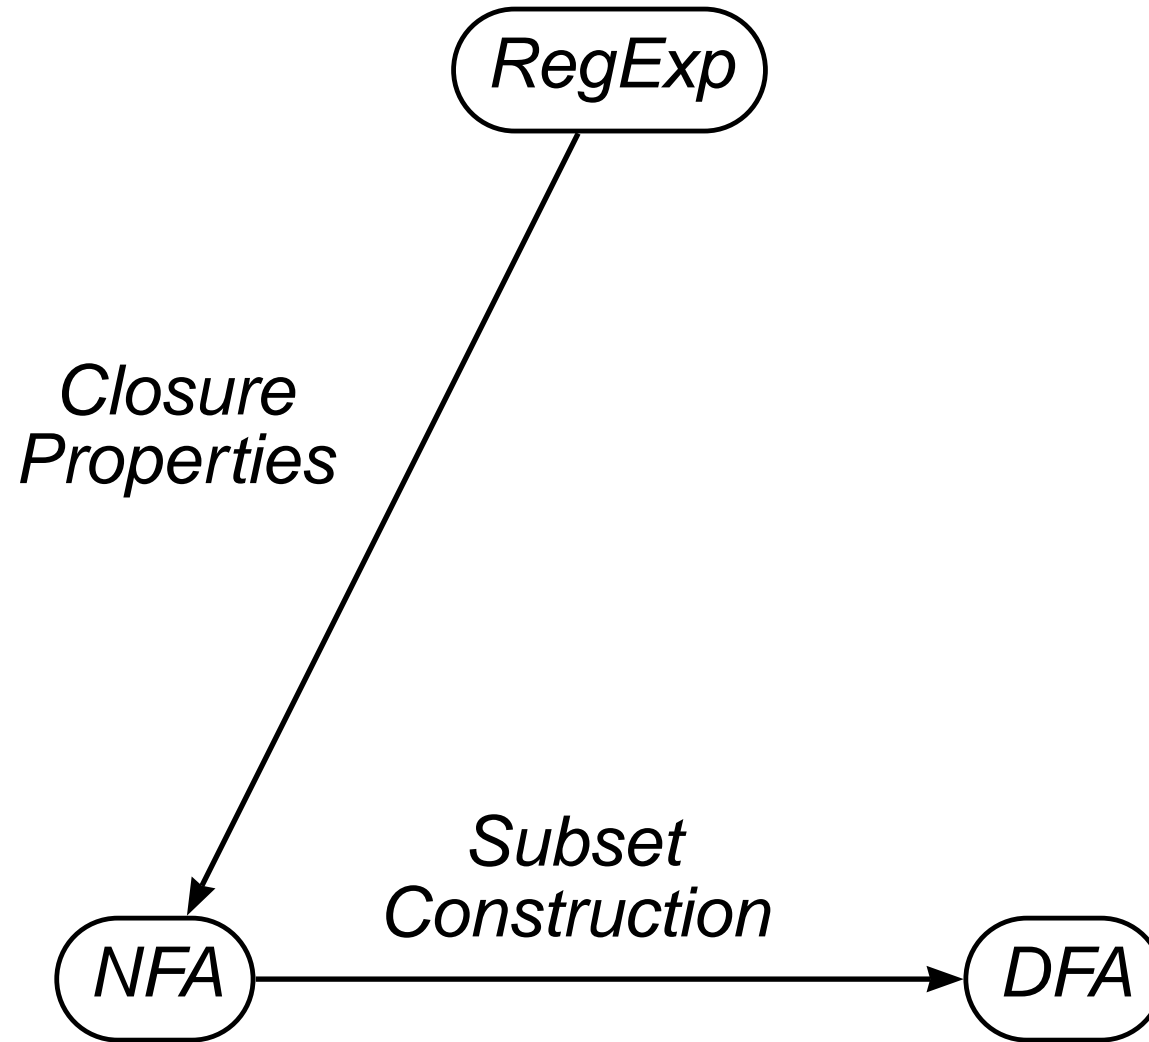 RegExp
Closure
Properties
Subset
Construction
NFA
DFA